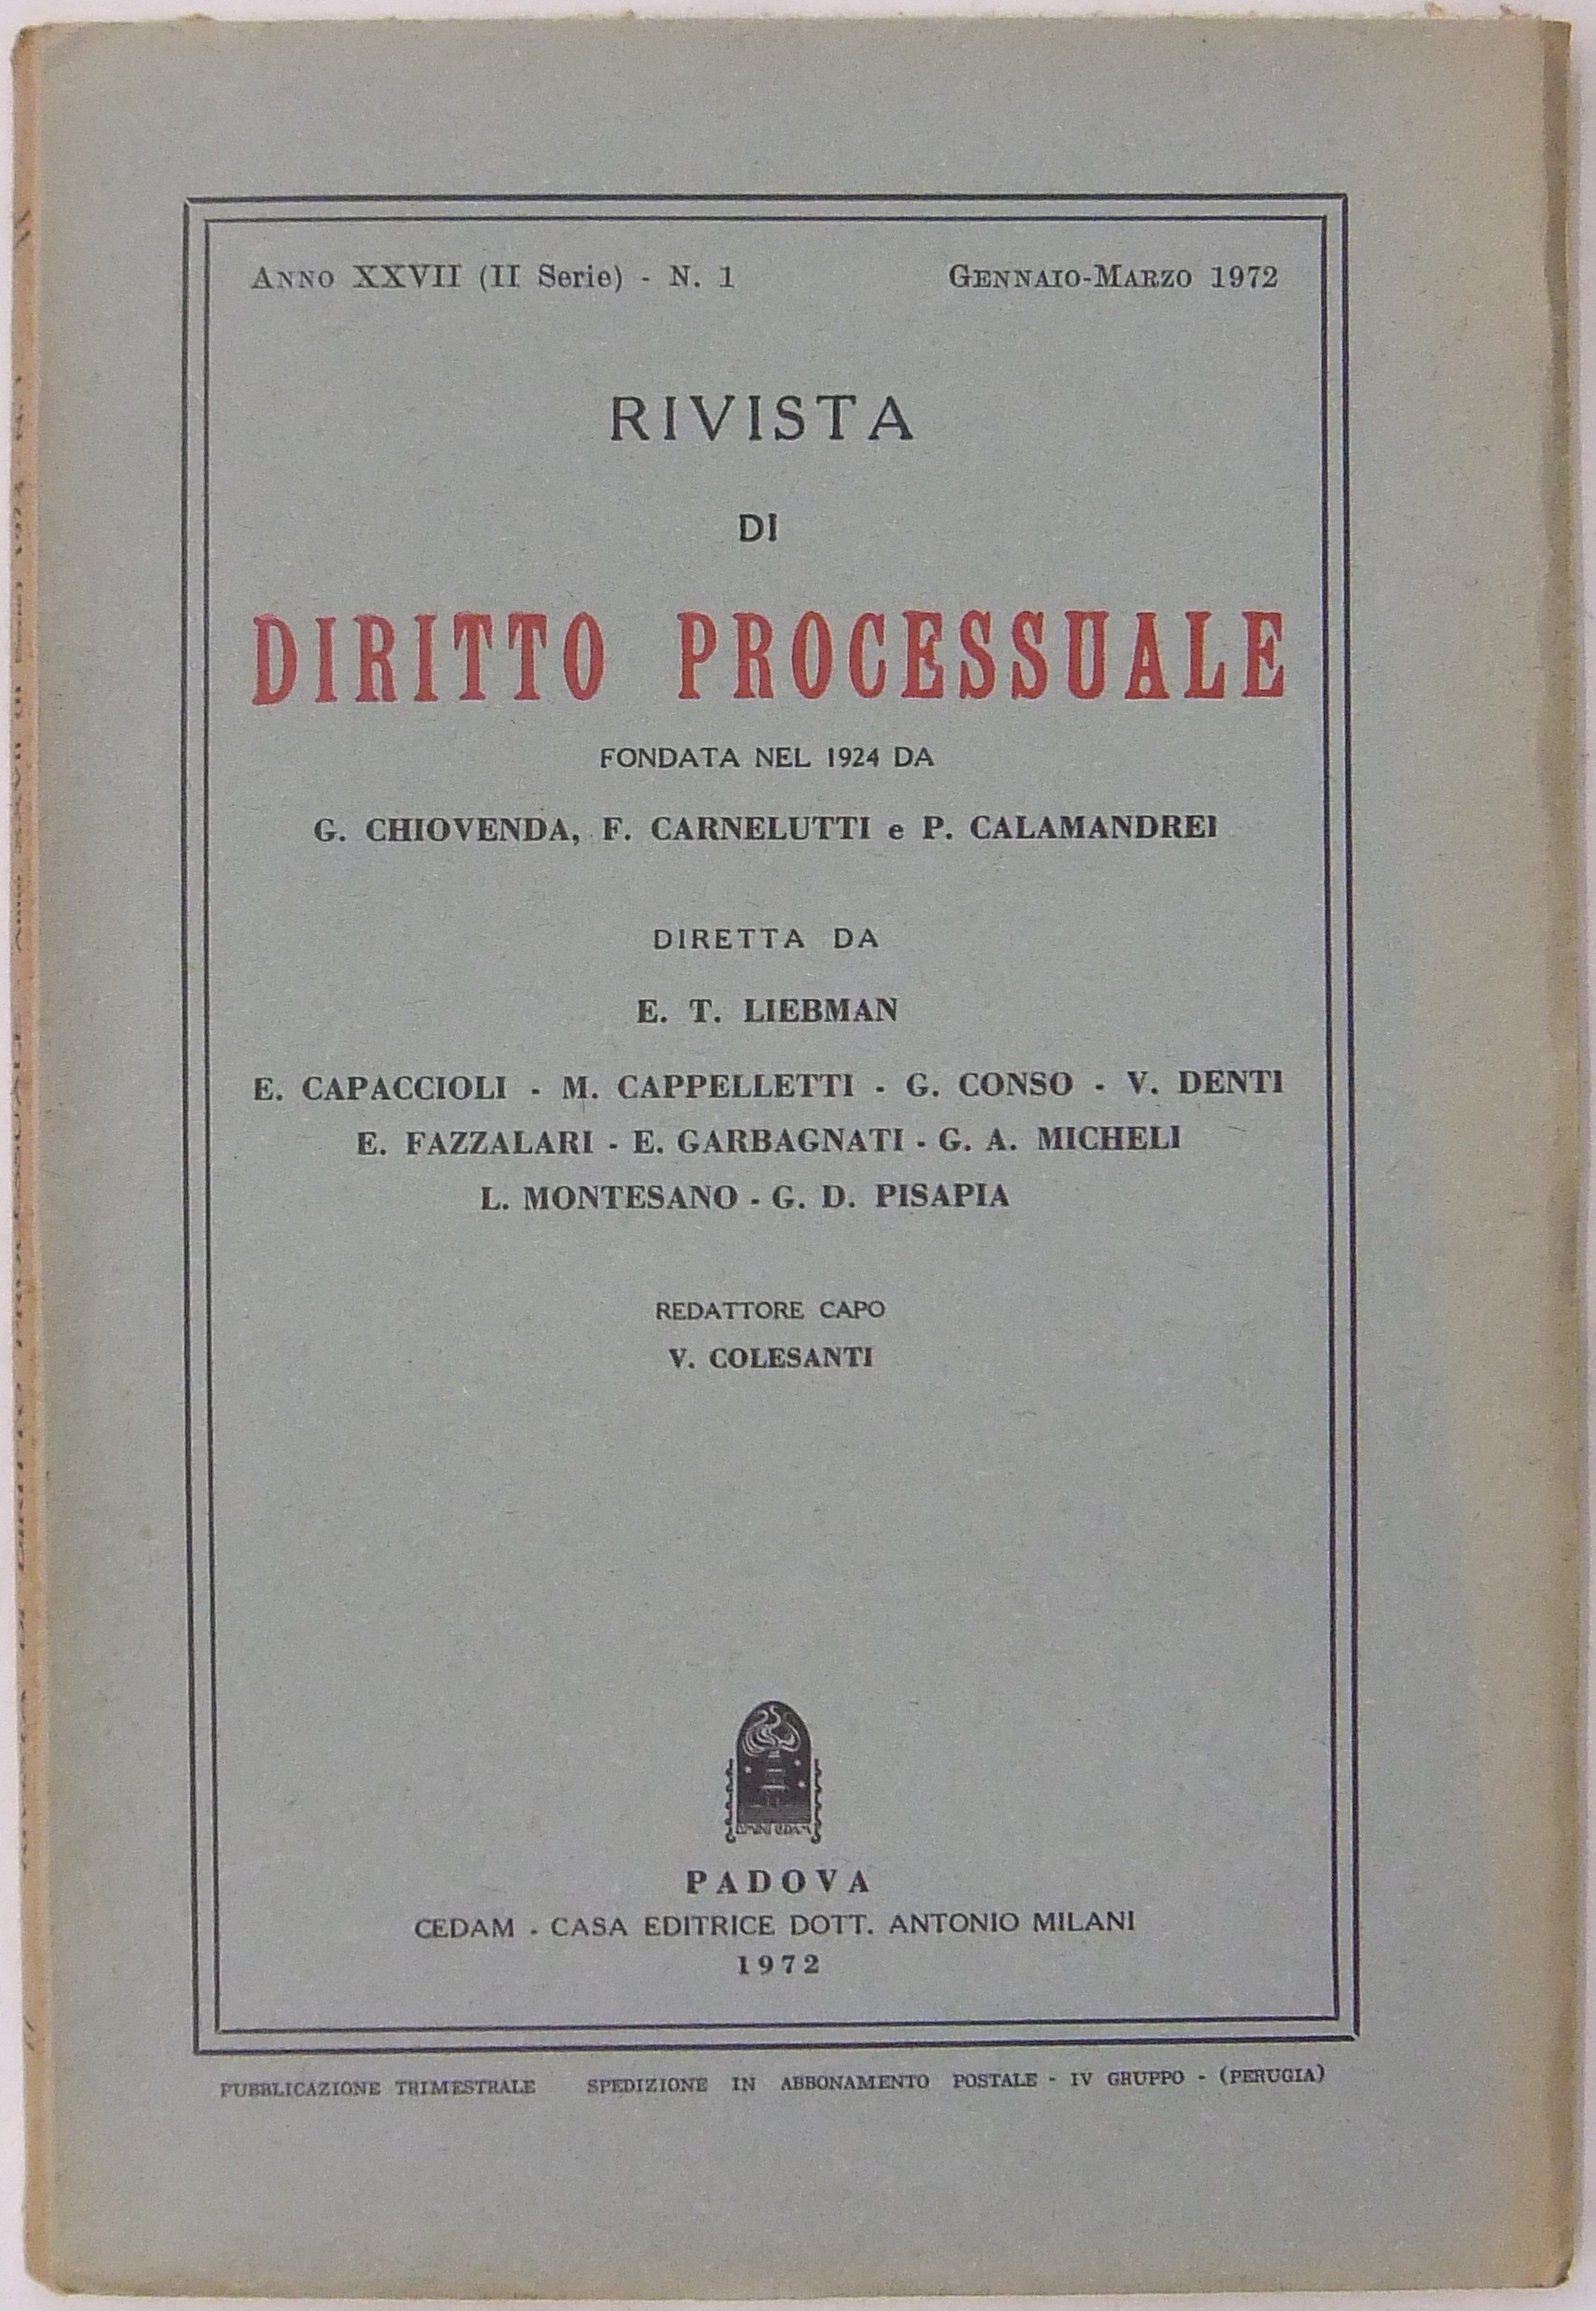 ANNO XXVII (II Serie) - N. 1 GENNAIO-MARZO 1972
RIVISTA
DI
DIRITTO PROCESSUALE
FONDATA NEL 1924 DA
G. CHIOVENDA, F. CARNELUTTI e P. CALAMANDREI
DIRETTA DA
E. T. LIEBMAN
E. CAPACCIOLI - M. CAPPELLETTI - G. CONSO - V. DENTI
E. FAZZALARI - E. GARBAGNATI - G. A. MICHELI
L. MONTESANO - G. D. PISAPIA
REDATTORE CAPO
V. COLESANTI
PADOVA
CEDAM - CASA EDITRICE DOTT. ANTONIO MILANI
1972
PUBBLICAZIONE TRIMESTRALE SPEDIZIONE IN ABBONAMENTO POSTALE - IV GRUPPO - (PERUGIA)